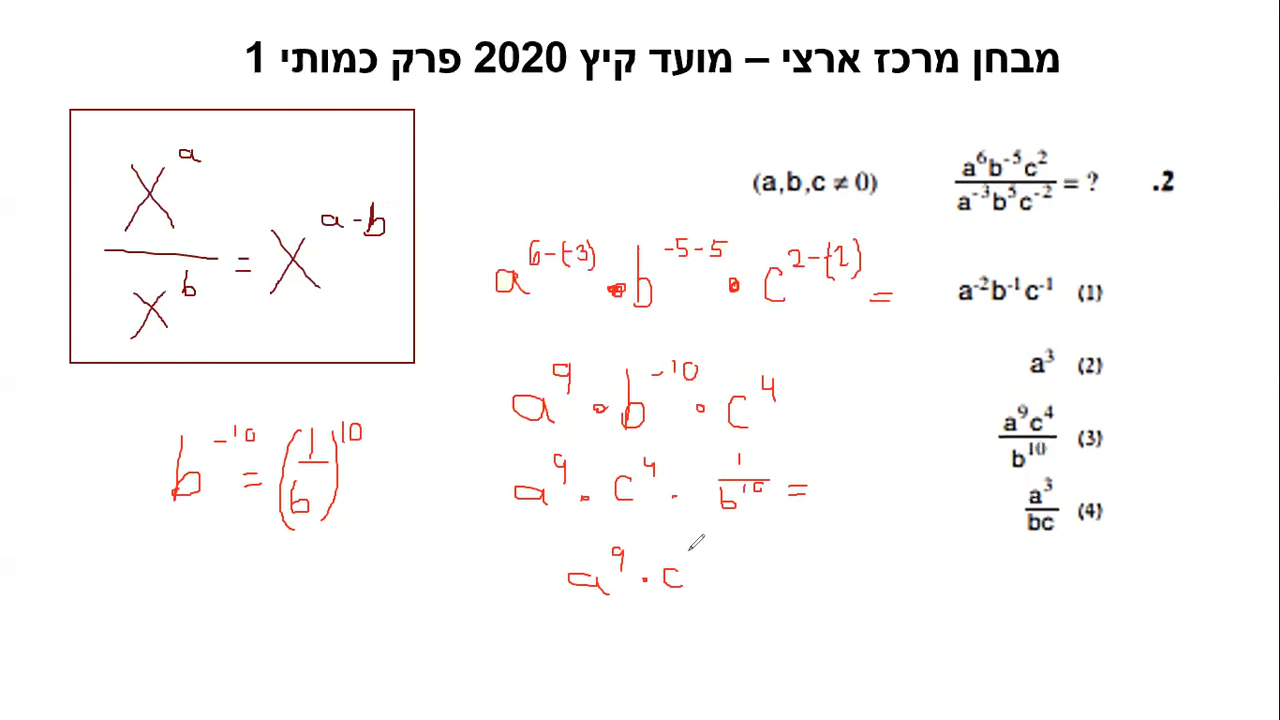 מבחן מרכז ארצי – מועד קיץ 2020 פרק כמותי 1
.2 a⁶b⁻⁵c² / a⁻³b⁵c⁻² = ? (a,b,c ≠ 0)
(1) a⁻²b⁻¹c⁻¹
(2) a³
(3) a⁹c⁴ / b¹⁰
(4) a³ / bc
xᵃ / xᵇ = xᵃ⁻ᵇ
a⁶⁻⁽⁻³⁾ · b⁻⁵⁻⁵ · c²⁻⁽⁻²⁾ =
a⁹ · b⁻¹⁰ · c⁴
a⁹ · c⁴ · 1 / b¹⁰ =
a⁹ · c
b⁻¹⁰ = (1 / b)¹⁰